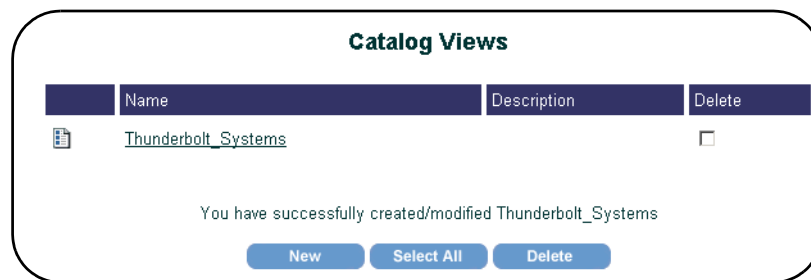 Catalog Views
Name Description Delete
Thunderbolt_Systems
You have successfully created/modified Thunderbolt_Systems
New Select All Delete